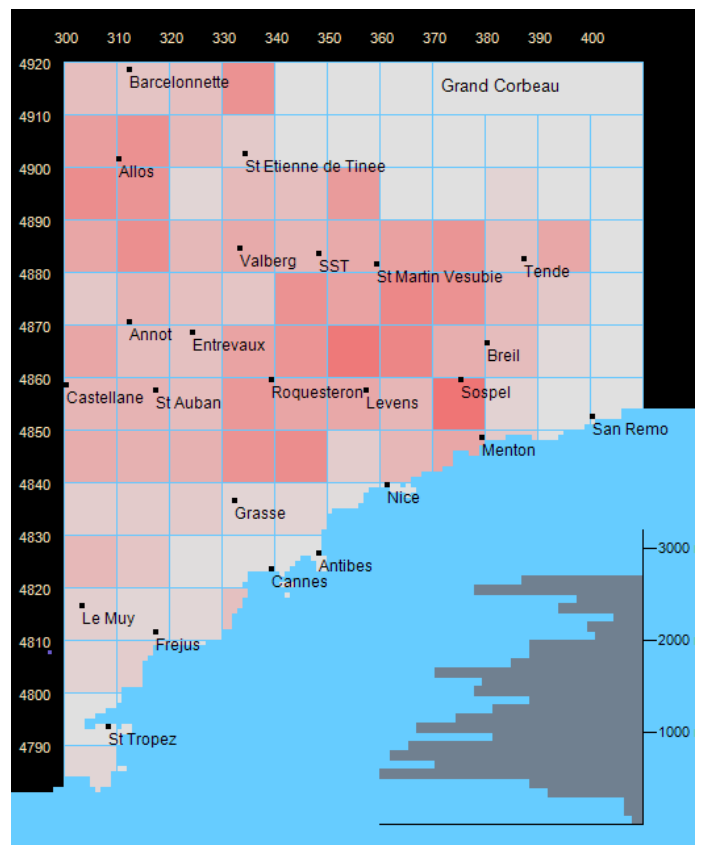 300 310 320 330 340 350 360 370 380 390 400
4920
Barcelonnette
Grand Corbeau
4910
4900
Allos
St Etienne de Tinee
4890
4880
Valberg
SST
St Martin Vesubie
Tende
4870
Annot
Entrevaux
Breil
4860
Castellane
St Auban
Roquesteron
Levens
Sospel
4850
San Remo
Menton
4840
Nice
Grasse
4830
3000
Antibes
Cannes
4820
Le Muy
2000
4810
Frejus
4800
1000
4790
St Tropez